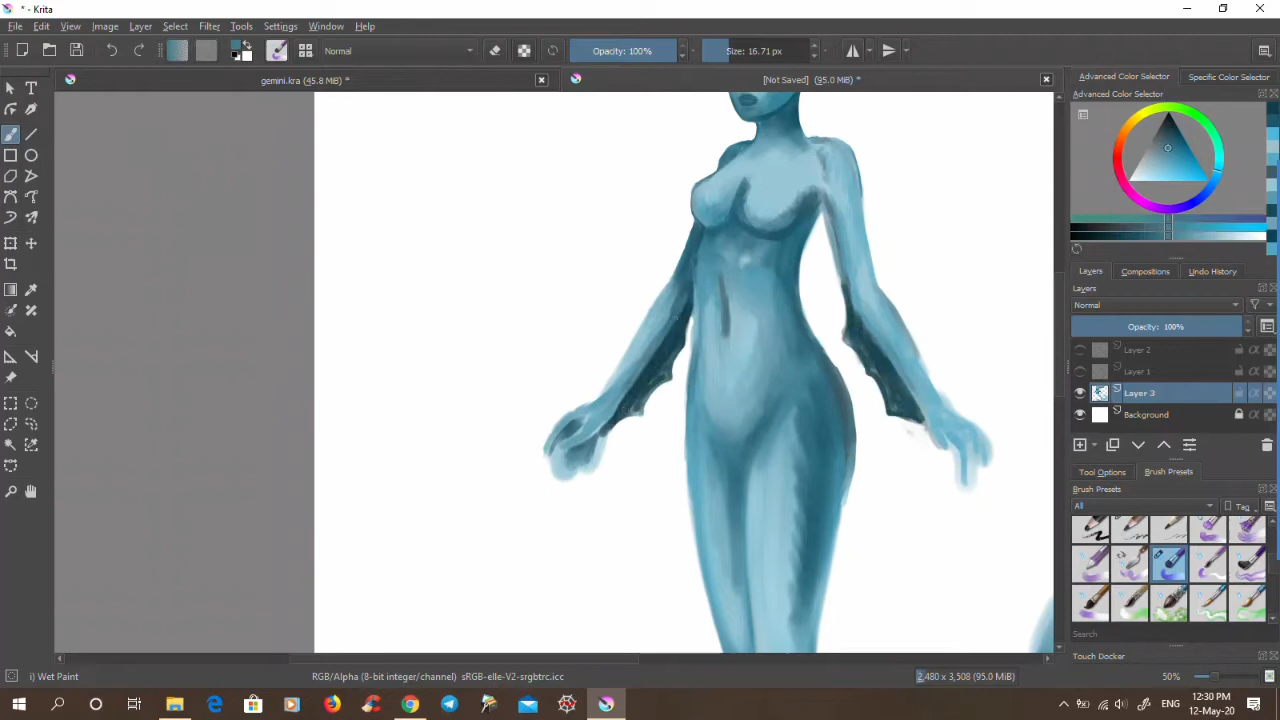 * - Krita
File Edit View Image Layer Select Filter Tools Settings Window Help
Normal Opacity: 100% Size: 16.71 px
gemini.kra (45.8 MiB) * [Not Saved] (95.0 MiB) *
Advanced Color Selector Specific Color Selector
Advanced Color Selector
Layers Compositions Undo History
Layers
Normal
Opacity: 100%
Layer 2
Layer 1
Layer 3
Background
Tool Options Brush Presets
Brush Presets
All Tag
Search
Touch Docker
i) Wet Paint RGB/Alpha (8-bit integer/channel) sRGB-elle-V2-srgbtrc.icc 2,480 x 3,508 (95.0 MiB) 50%
ENG 12:30 PM
12-May-20